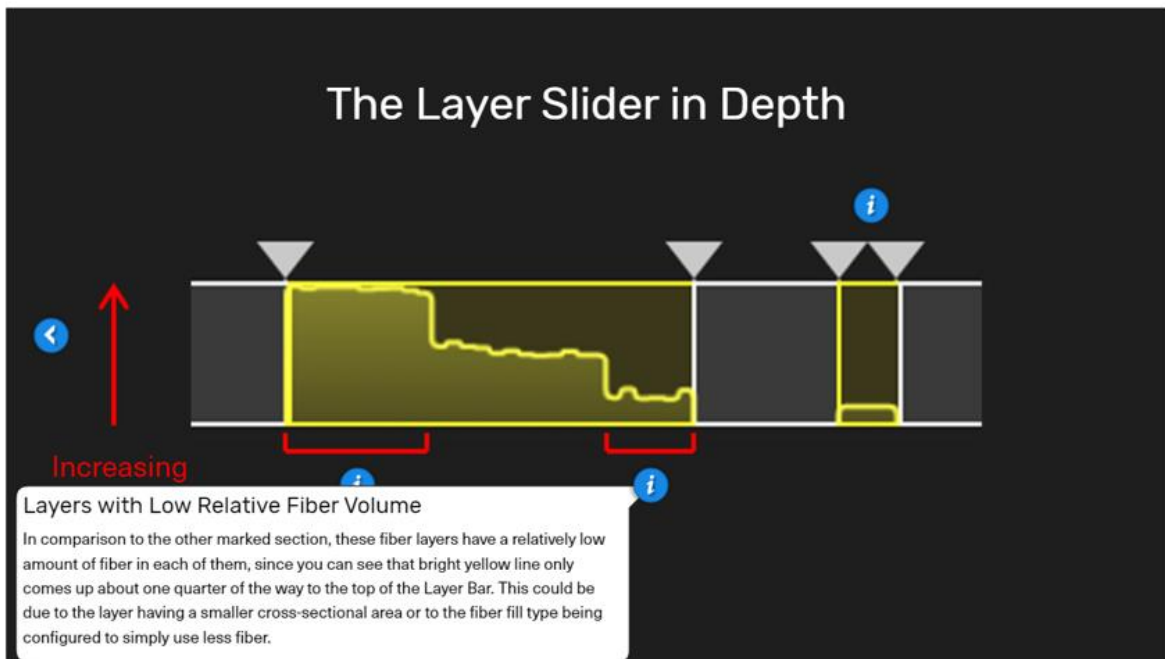 The Layer Slider in Depth
i
Increasing
i
i
Layers with Low Relative Fiber Volume
In comparison to the other marked section, these fiber layers have a relatively low
amount of fiber in each of them, since you can see that bright yellow line only
comes up about one quarter of the way to the top of the Layer Bar. This could be
due to the layer having a smaller cross-sectional area or to the fiber fill type being
configured to simply use less fiber.